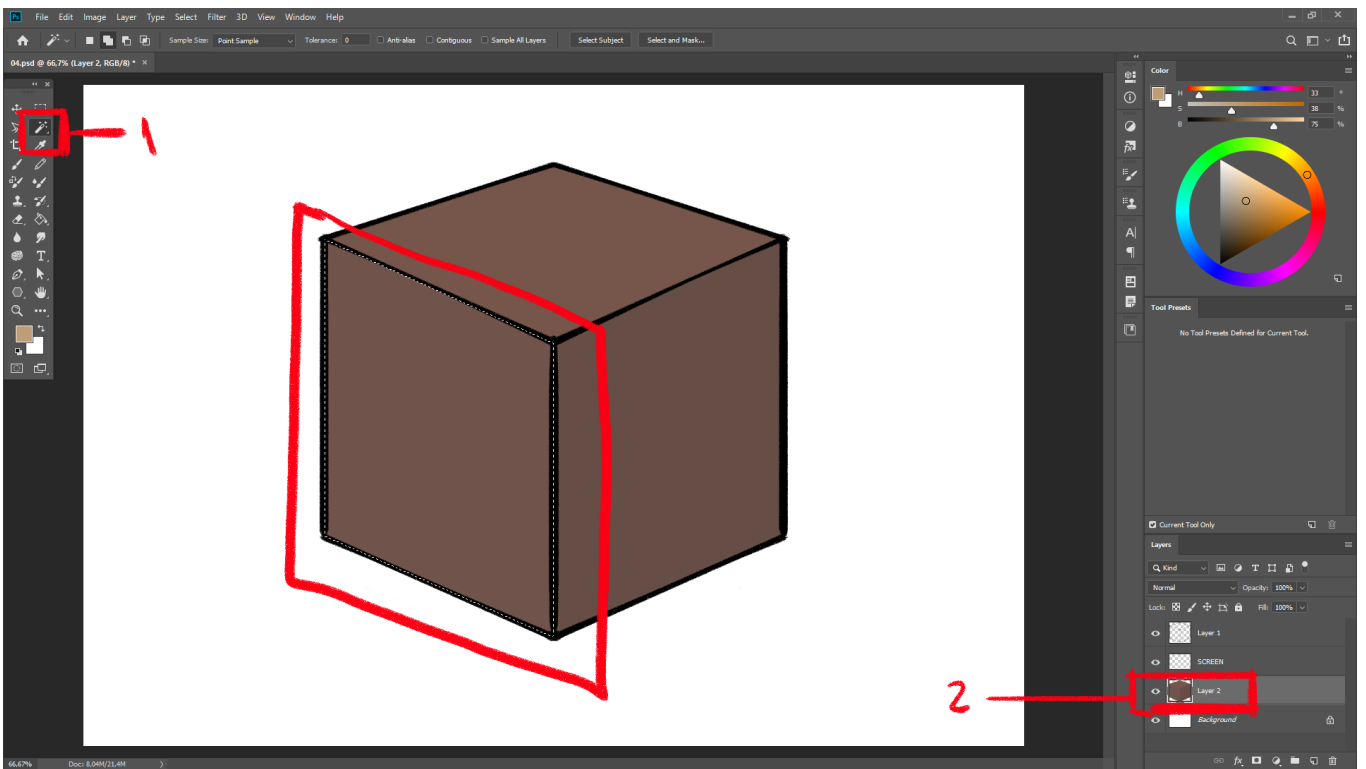 Ps File Edit Image Layer Type Select Filter 3D View Window Help
Sample Size: Point Sample Tolerance: 0 Anti-alias Contiguous Sample All Layers Select Subject Select and Mask...
04.psd @ 66,7% (Layer 2, RGB/8) * ×
1
Color
H 33 °
S 38 %
B 75 %
Tool Presets
No Tool Presets Defined for Current Tool.
Current Tool Only
Layers
Kind
Normal Opacity: 100%
Lock: Fill: 100%
Layer 1
SCREEN
2
Layer 2
Background
66,67% Doc: 8,04M/21,4M